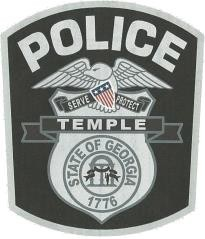 POLICE
SERVE PROTECT
TEMPLE
STATE OF GEORGIA
1776